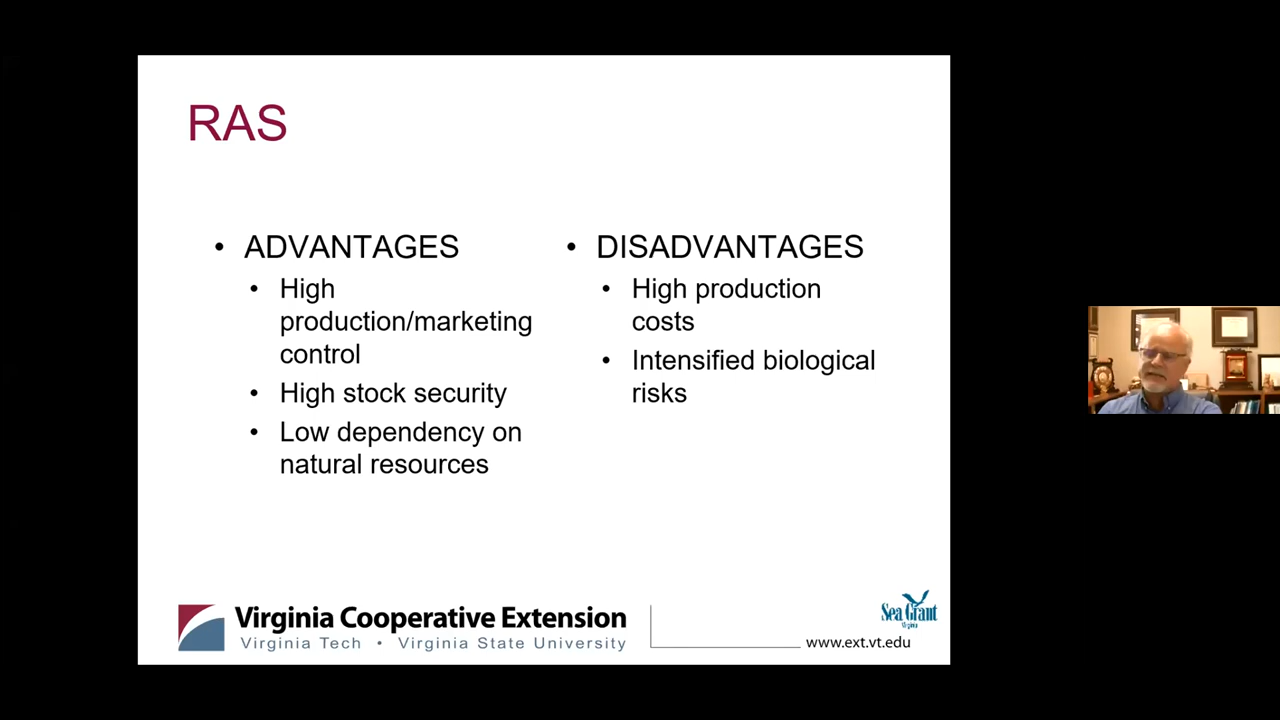 RAS
• ADVANTAGES
• High
production/marketing
control
• High stock security
• Low dependency on
natural resources
• DISADVANTAGES
• High production
costs
• Intensified biological
risks
Virginia Cooperative Extension
Virginia Tech • Virginia State University
Sea Grant
Virginia
www.ext.vt.edu